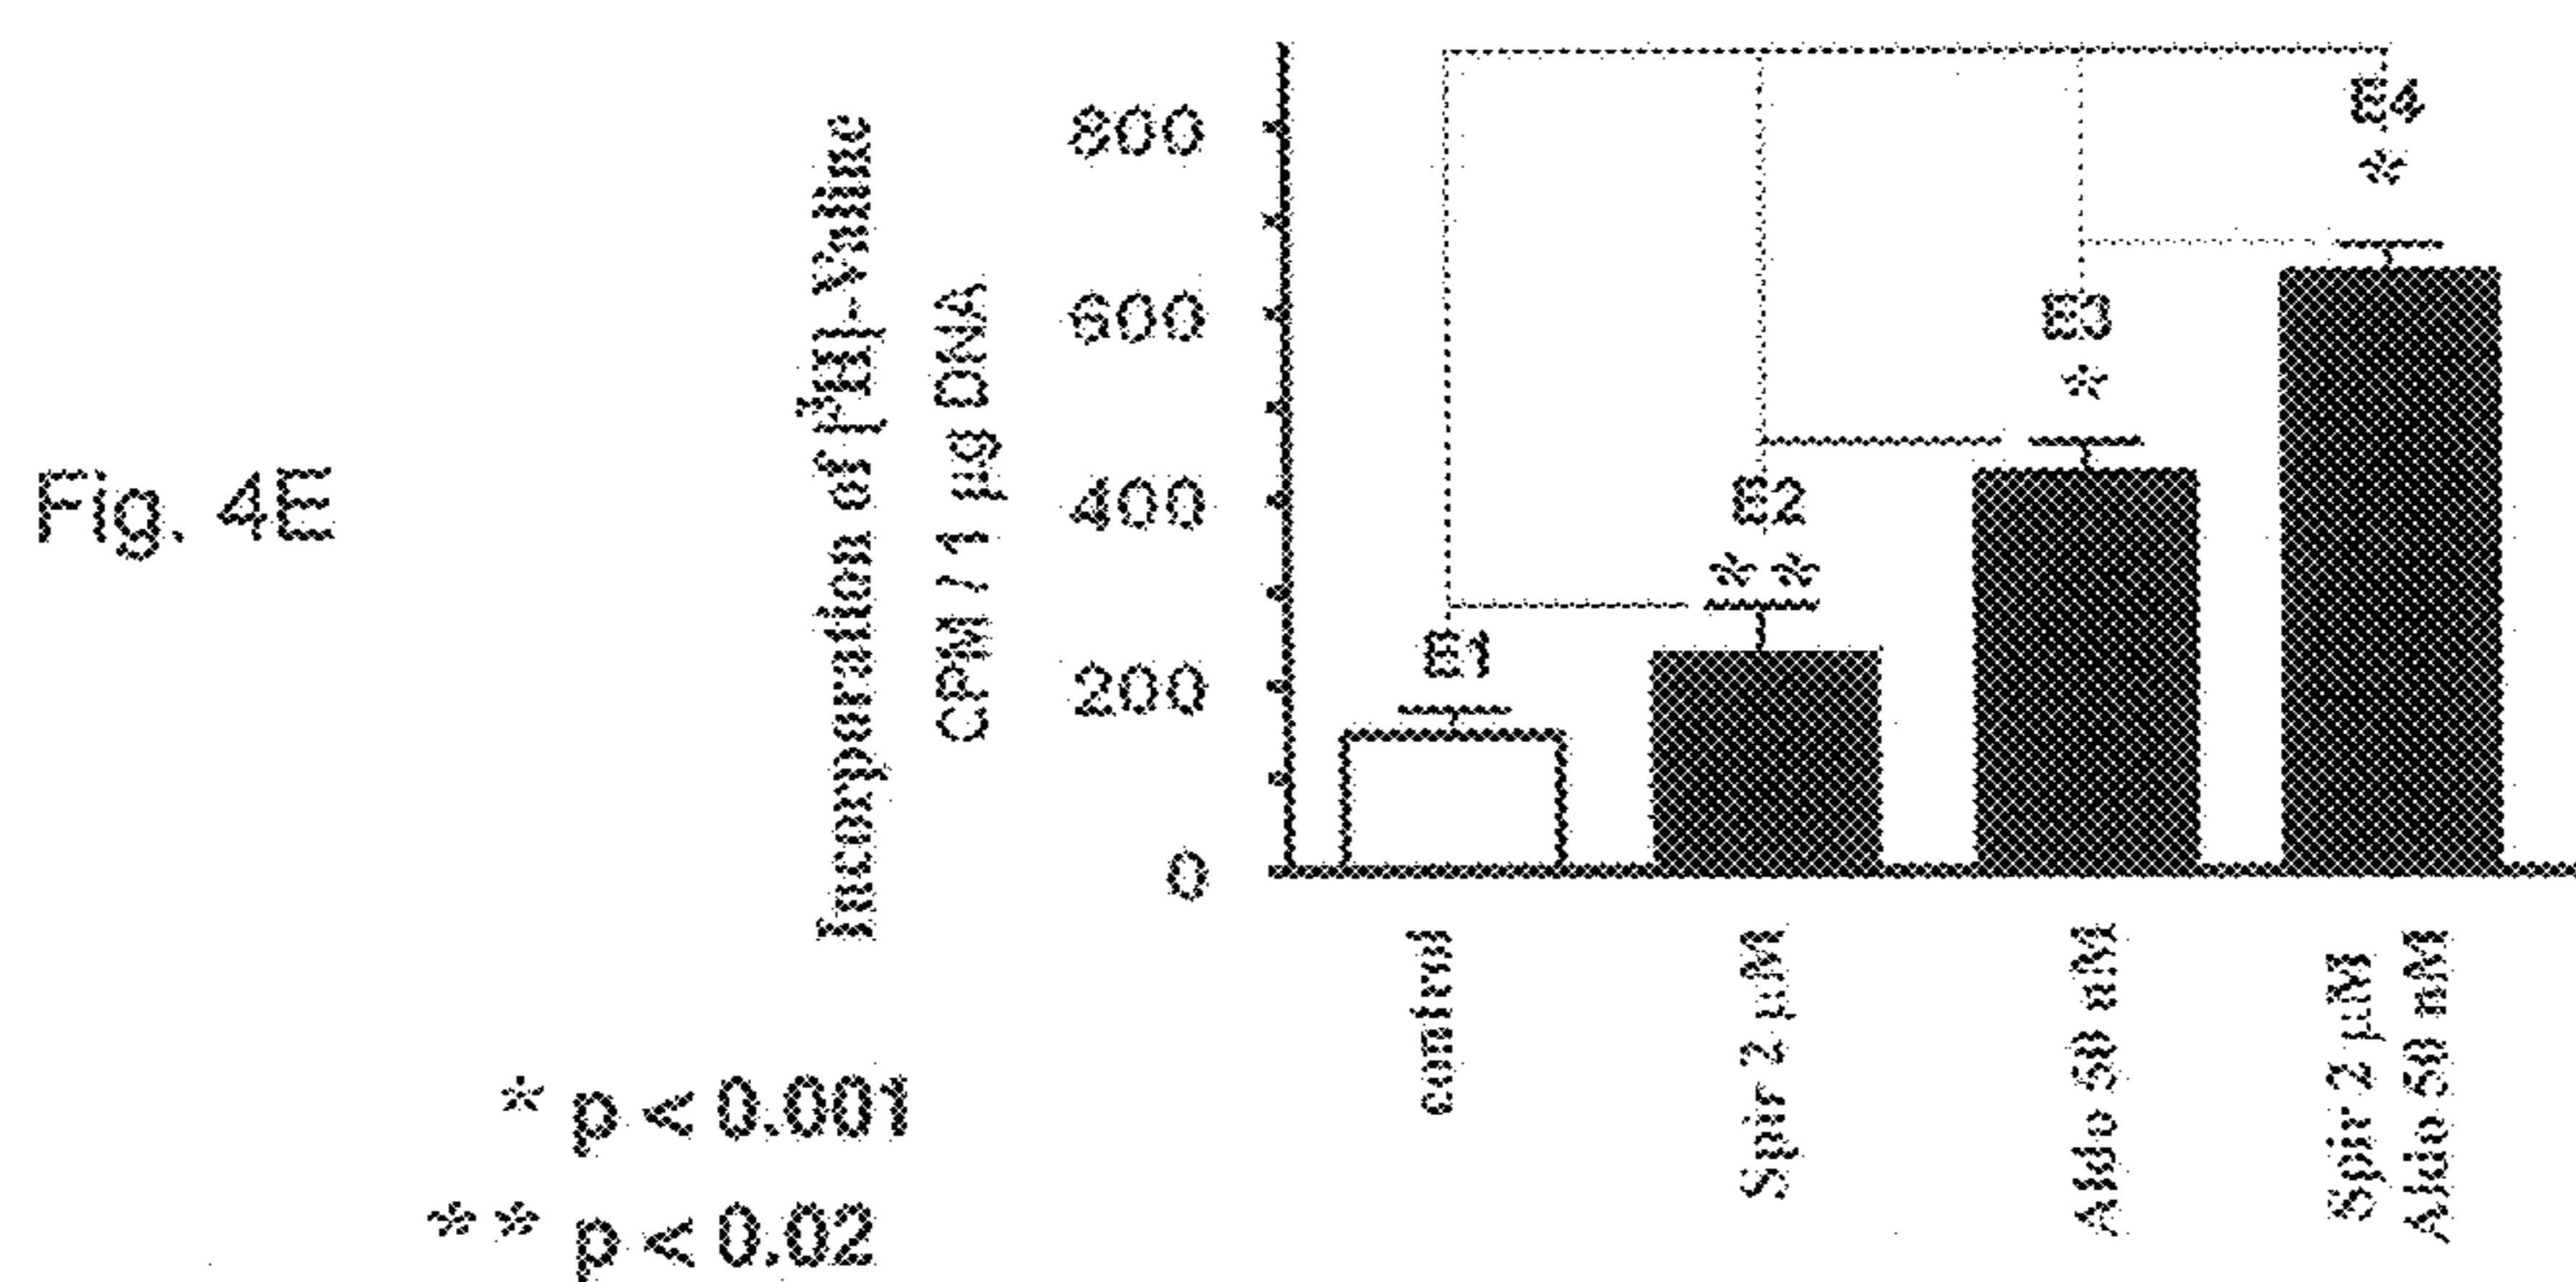 Fig. 4E
Incorporation of [³H]-Valine
CPM / 1 µg DNA
800
600
400
200
0
E1
E2
* *
E3
*
E4
*
control
Spir 2 µM
Aldo 50 nM
Spir 2 µM
Aldo 50 nM
* p < 0.001
* * p < 0.02